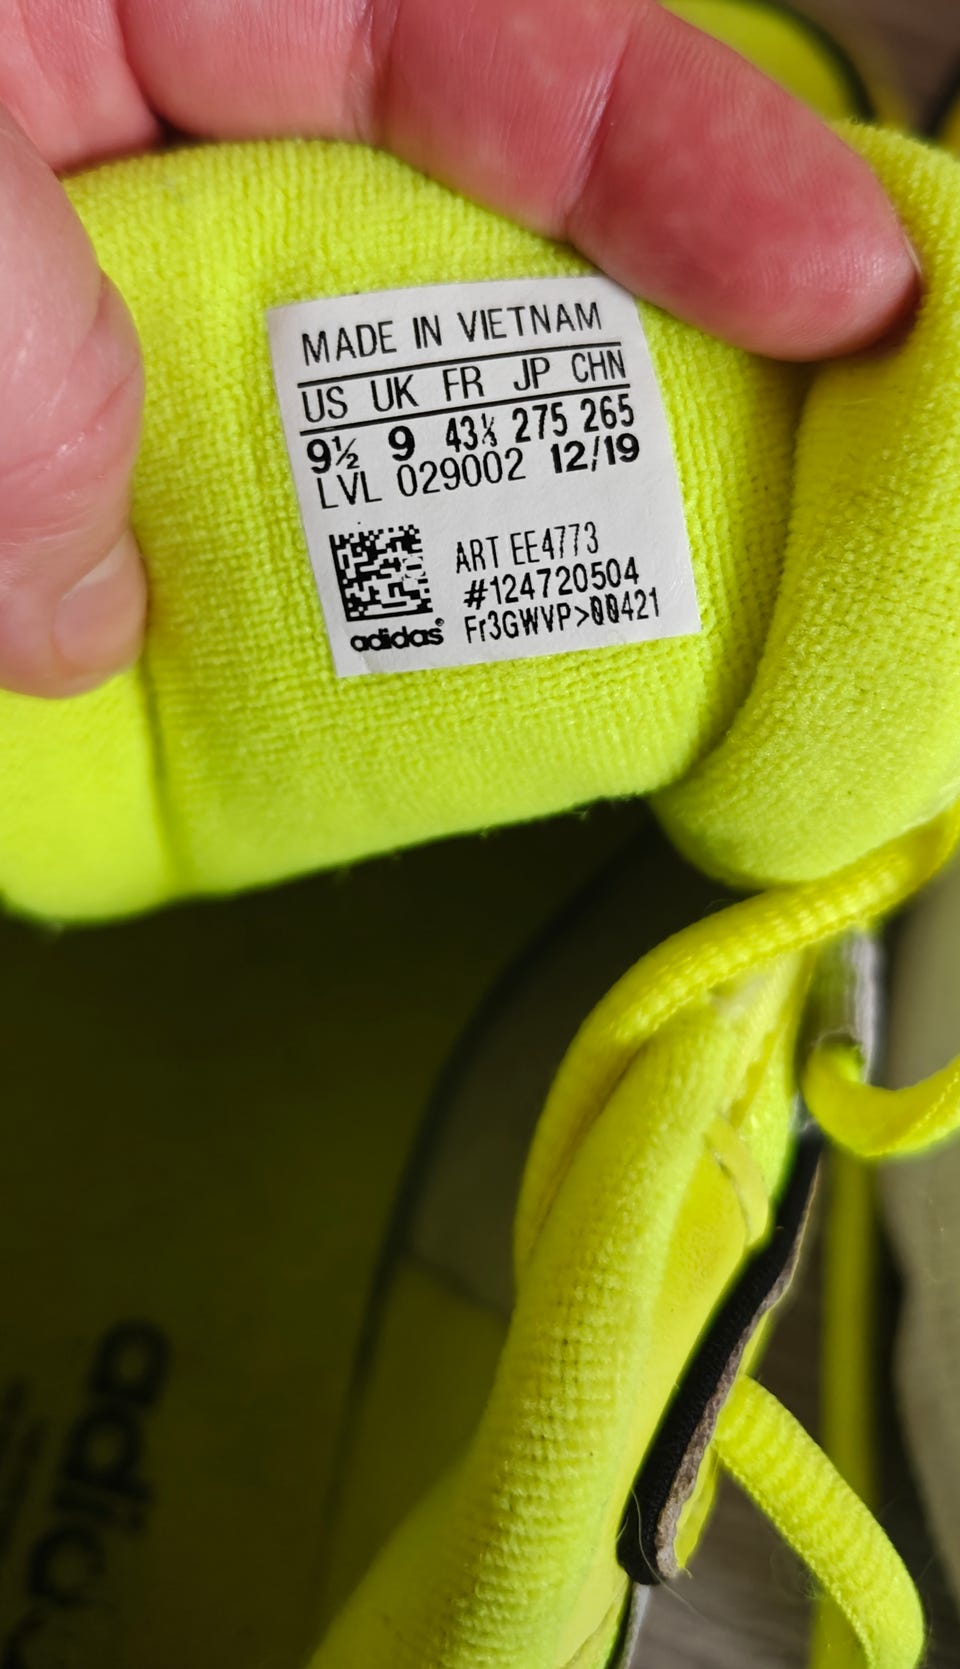 MADE IN VIETNAM
US UK FR JP CHN
9½ 9 43⅓ 275 265
LVL 029002 12/19
ART EE4773
#124720504
Fr3GWVP>00421
adidas®
adidas